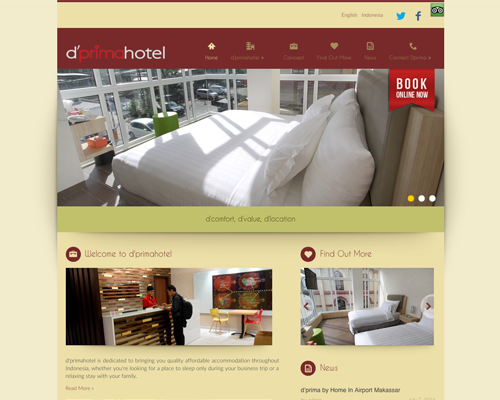 English Indonesia
d'primahotel
Home d'primahotel » Concept Find Out More News Contact Dprima »
BOOK
ONLINE NOW
d'comfort, d'value, d'location
Welcome to d'primahotel
Find Out More
d'primahotel is dedicated to bringing you quality affordable accommodation throughout
Indonesia, whether you're looking for a place to sleep only during your business trip or a
relaxing stay with your family.
Read More »
News
d'prima by Home in Airport Makassar